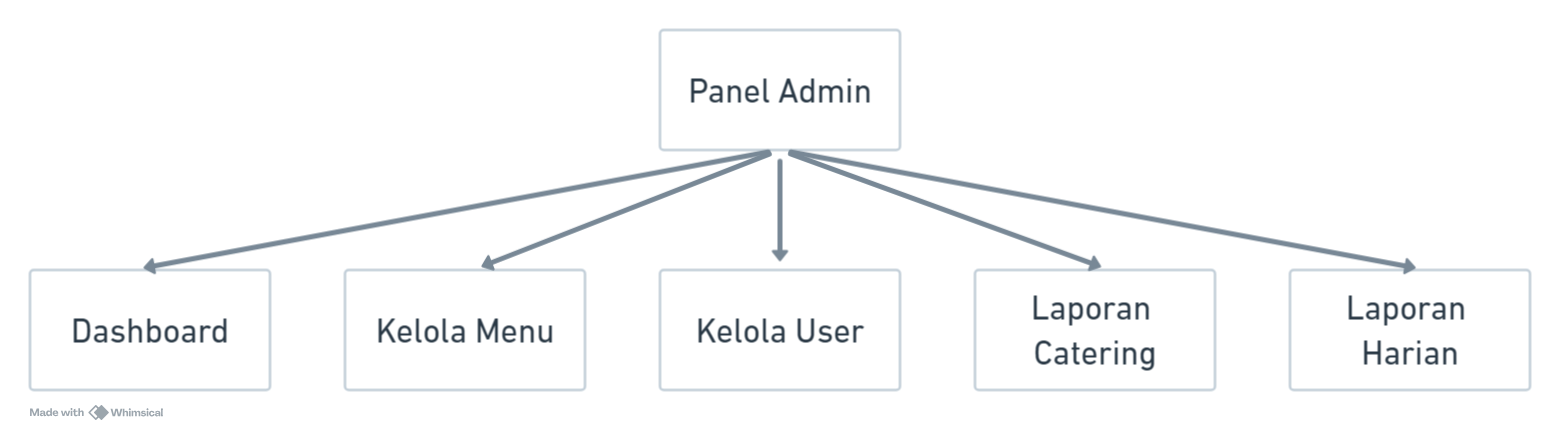 Panel Admin
Dashboard
Kelola Menu
Kelola User
Laporan
Catering
Laporan
Harian
Made with Whimsical